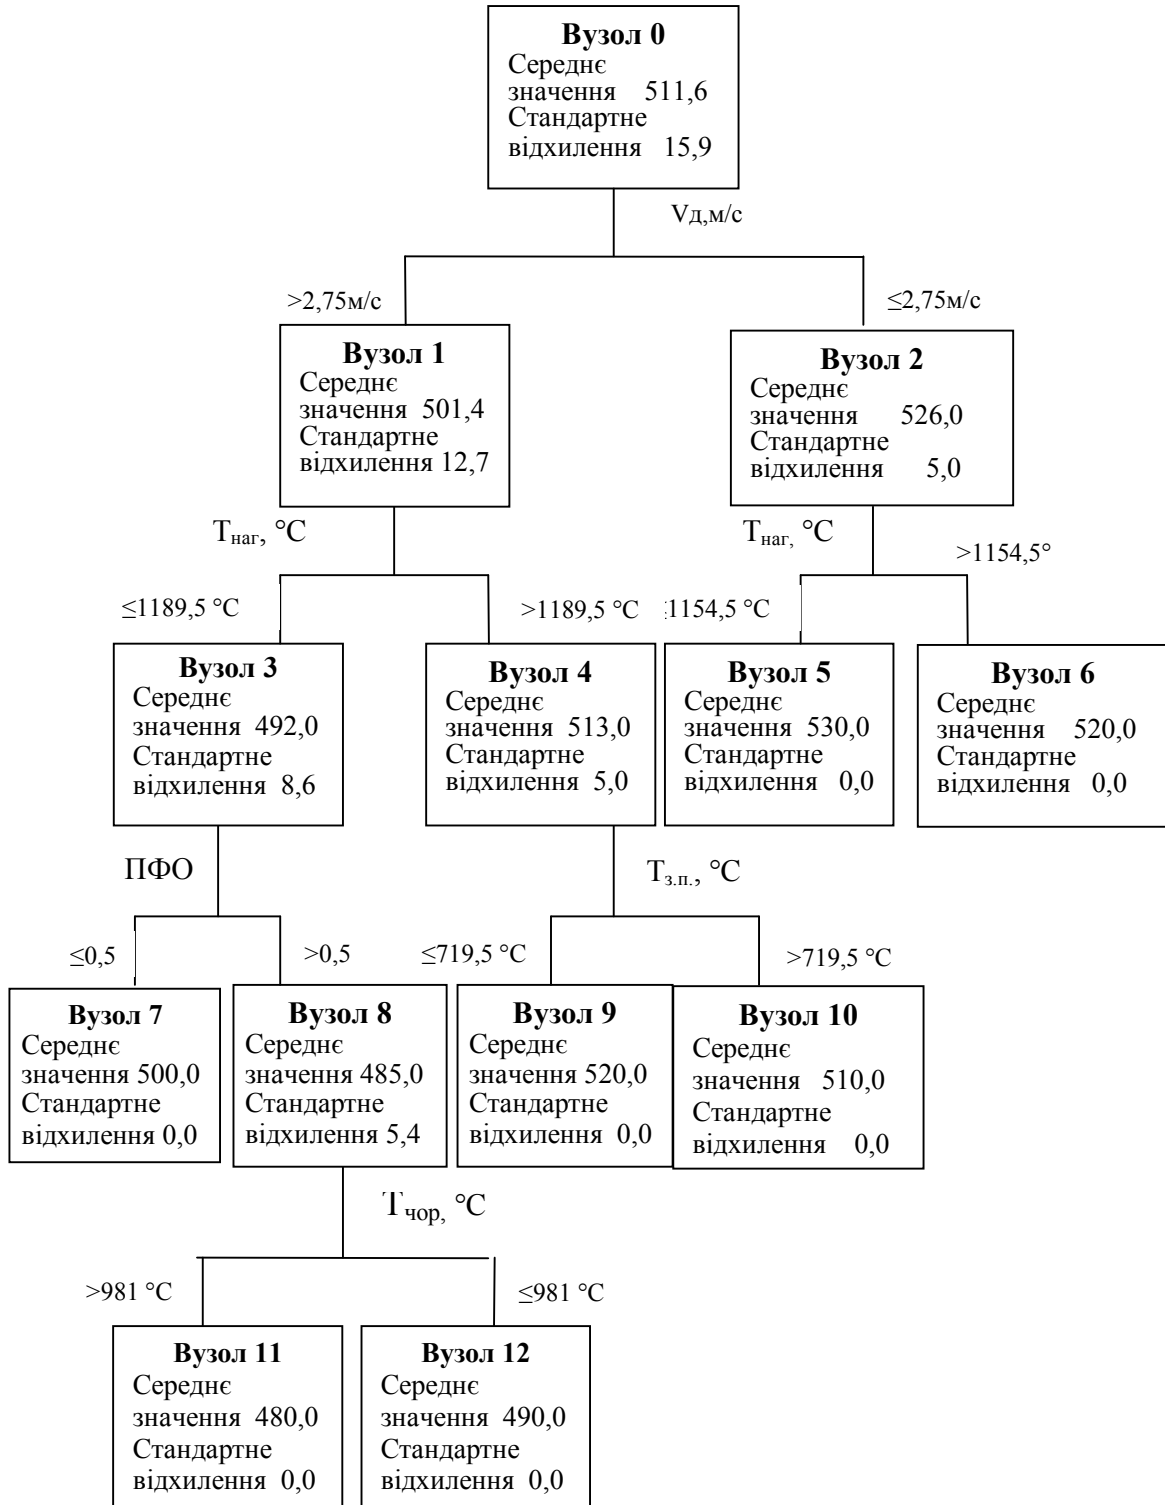 Вузол 0
Середнє
значення 511,6
Стандартне
відхилення 15,9
Vд,м/с
>2,75м/с
≤2,75м/с
Вузол 1
Середнє
значення 501,4
Стандартне
відхилення 12,7
Вузол 2
Середнє
значення 526,0
Стандартне
відхилення 5,0
Tнаг, °C
Tнаг, °C
>1154,5°
≤1189,5 °C
>1189,5 °C
1154,5 °C
Вузол 3
Середнє
значення 492,0
Стандартне
відхилення 8,6
Вузол 4
Середнє
значення 513,0
Стандартне
відхилення 5,0
Вузол 5
Середнє
значення 530,0
Стандартне
відхилення 0,0
Вузол 6
Середнє
значення 520,0
Стандартне
відхилення 0,0
ПФО
Tз.п., °C
≤0,5
>0,5
≤719,5 °C
>719,5 °C
Вузол 7
Середнє
значення 500,0
Стандартне
відхилення 0,0
Вузол 8
Середнє
значення 485,0
Стандартне
відхилення 5,4
Вузол 9
Середнє
значення 520,0
Стандартне
відхилення 0,0
Вузол 10
Середнє
значення 510,0
Стандартне
відхилення 0,0
Tчор, °C
>981 °C
≤981 °C
Вузол 11
Середнє
значення 480,0
Стандартне
відхилення 0,0
Вузол 12
Середнє
значення 490,0
Стандартне
відхилення 0,0